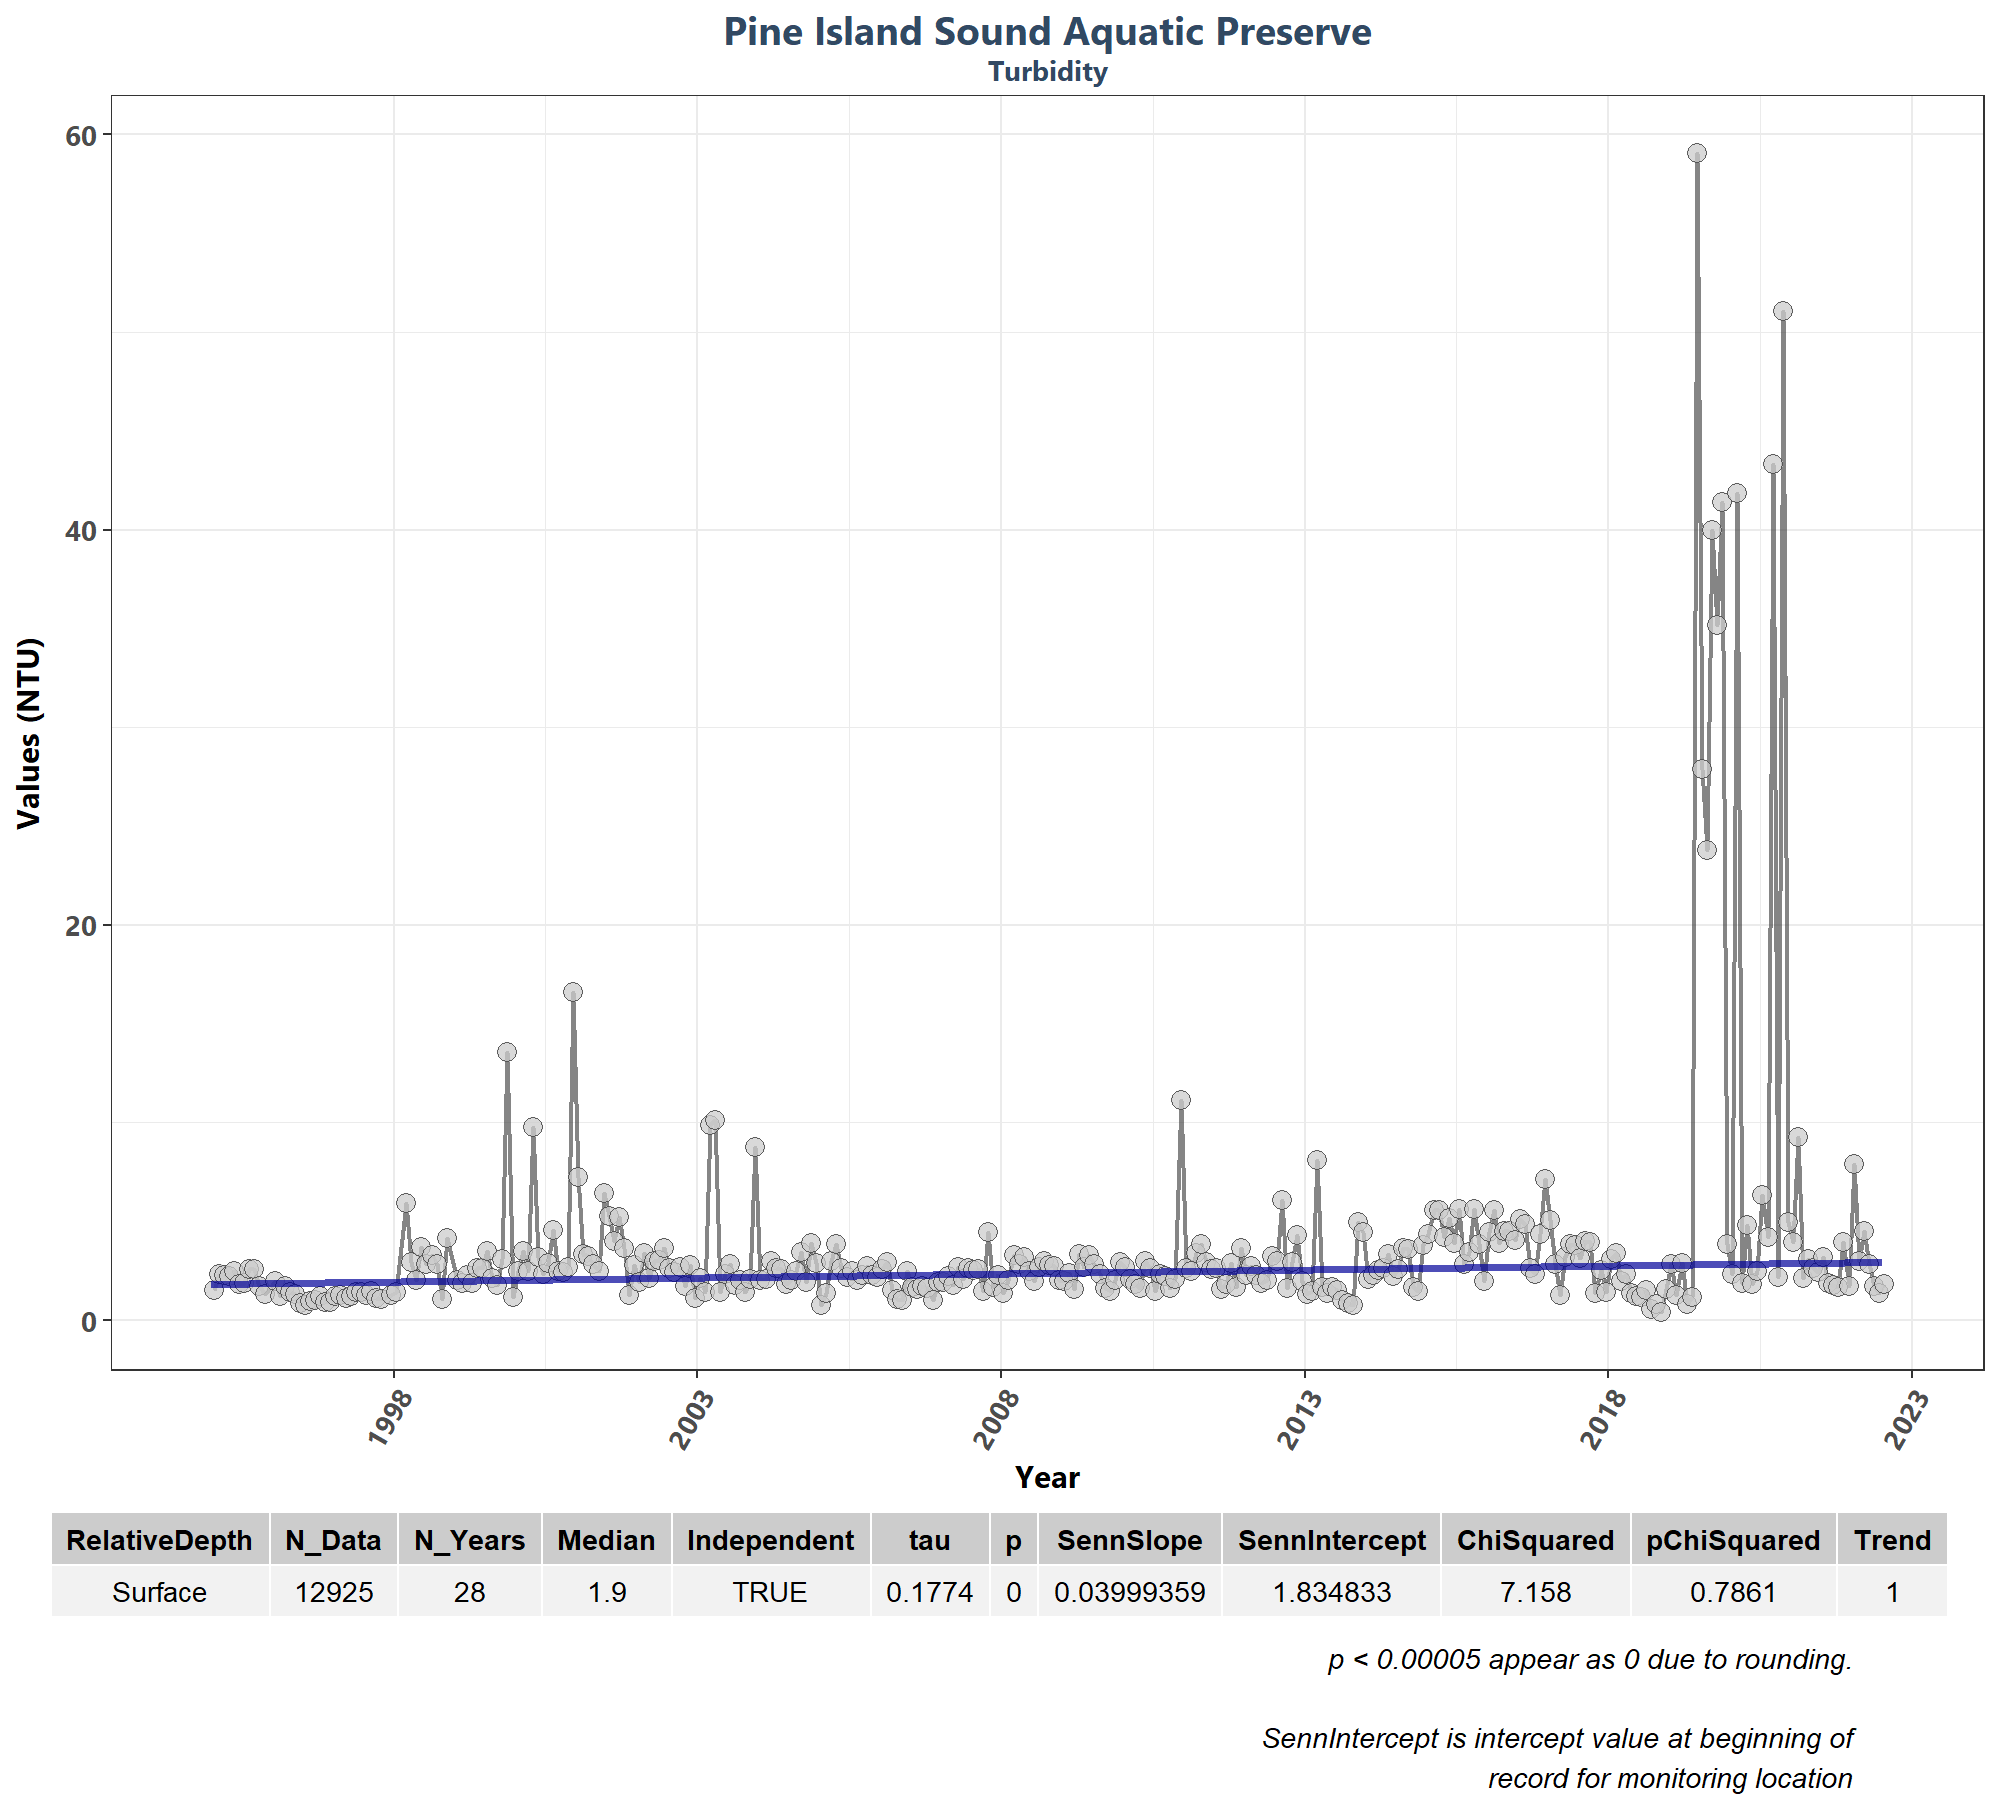 Pine Island Sound Aquatic Preserve
Turbidity
60
40
20
0
Values (NTU)
1998
2003
2008
2013
2018
2023
Year
RelativeDepth N_Data N_Years Median Independent tau p SennSlope SennIntercept ChiSquared pChiSquared Trend
Surface 12925 28 1.9 TRUE 0.1774 0 0.03999359 1.834833 7.158 0.7861 1
p < 0.00005 appear as 0 due to rounding.
SennIntercept is intercept value at beginning of
record for monitoring location